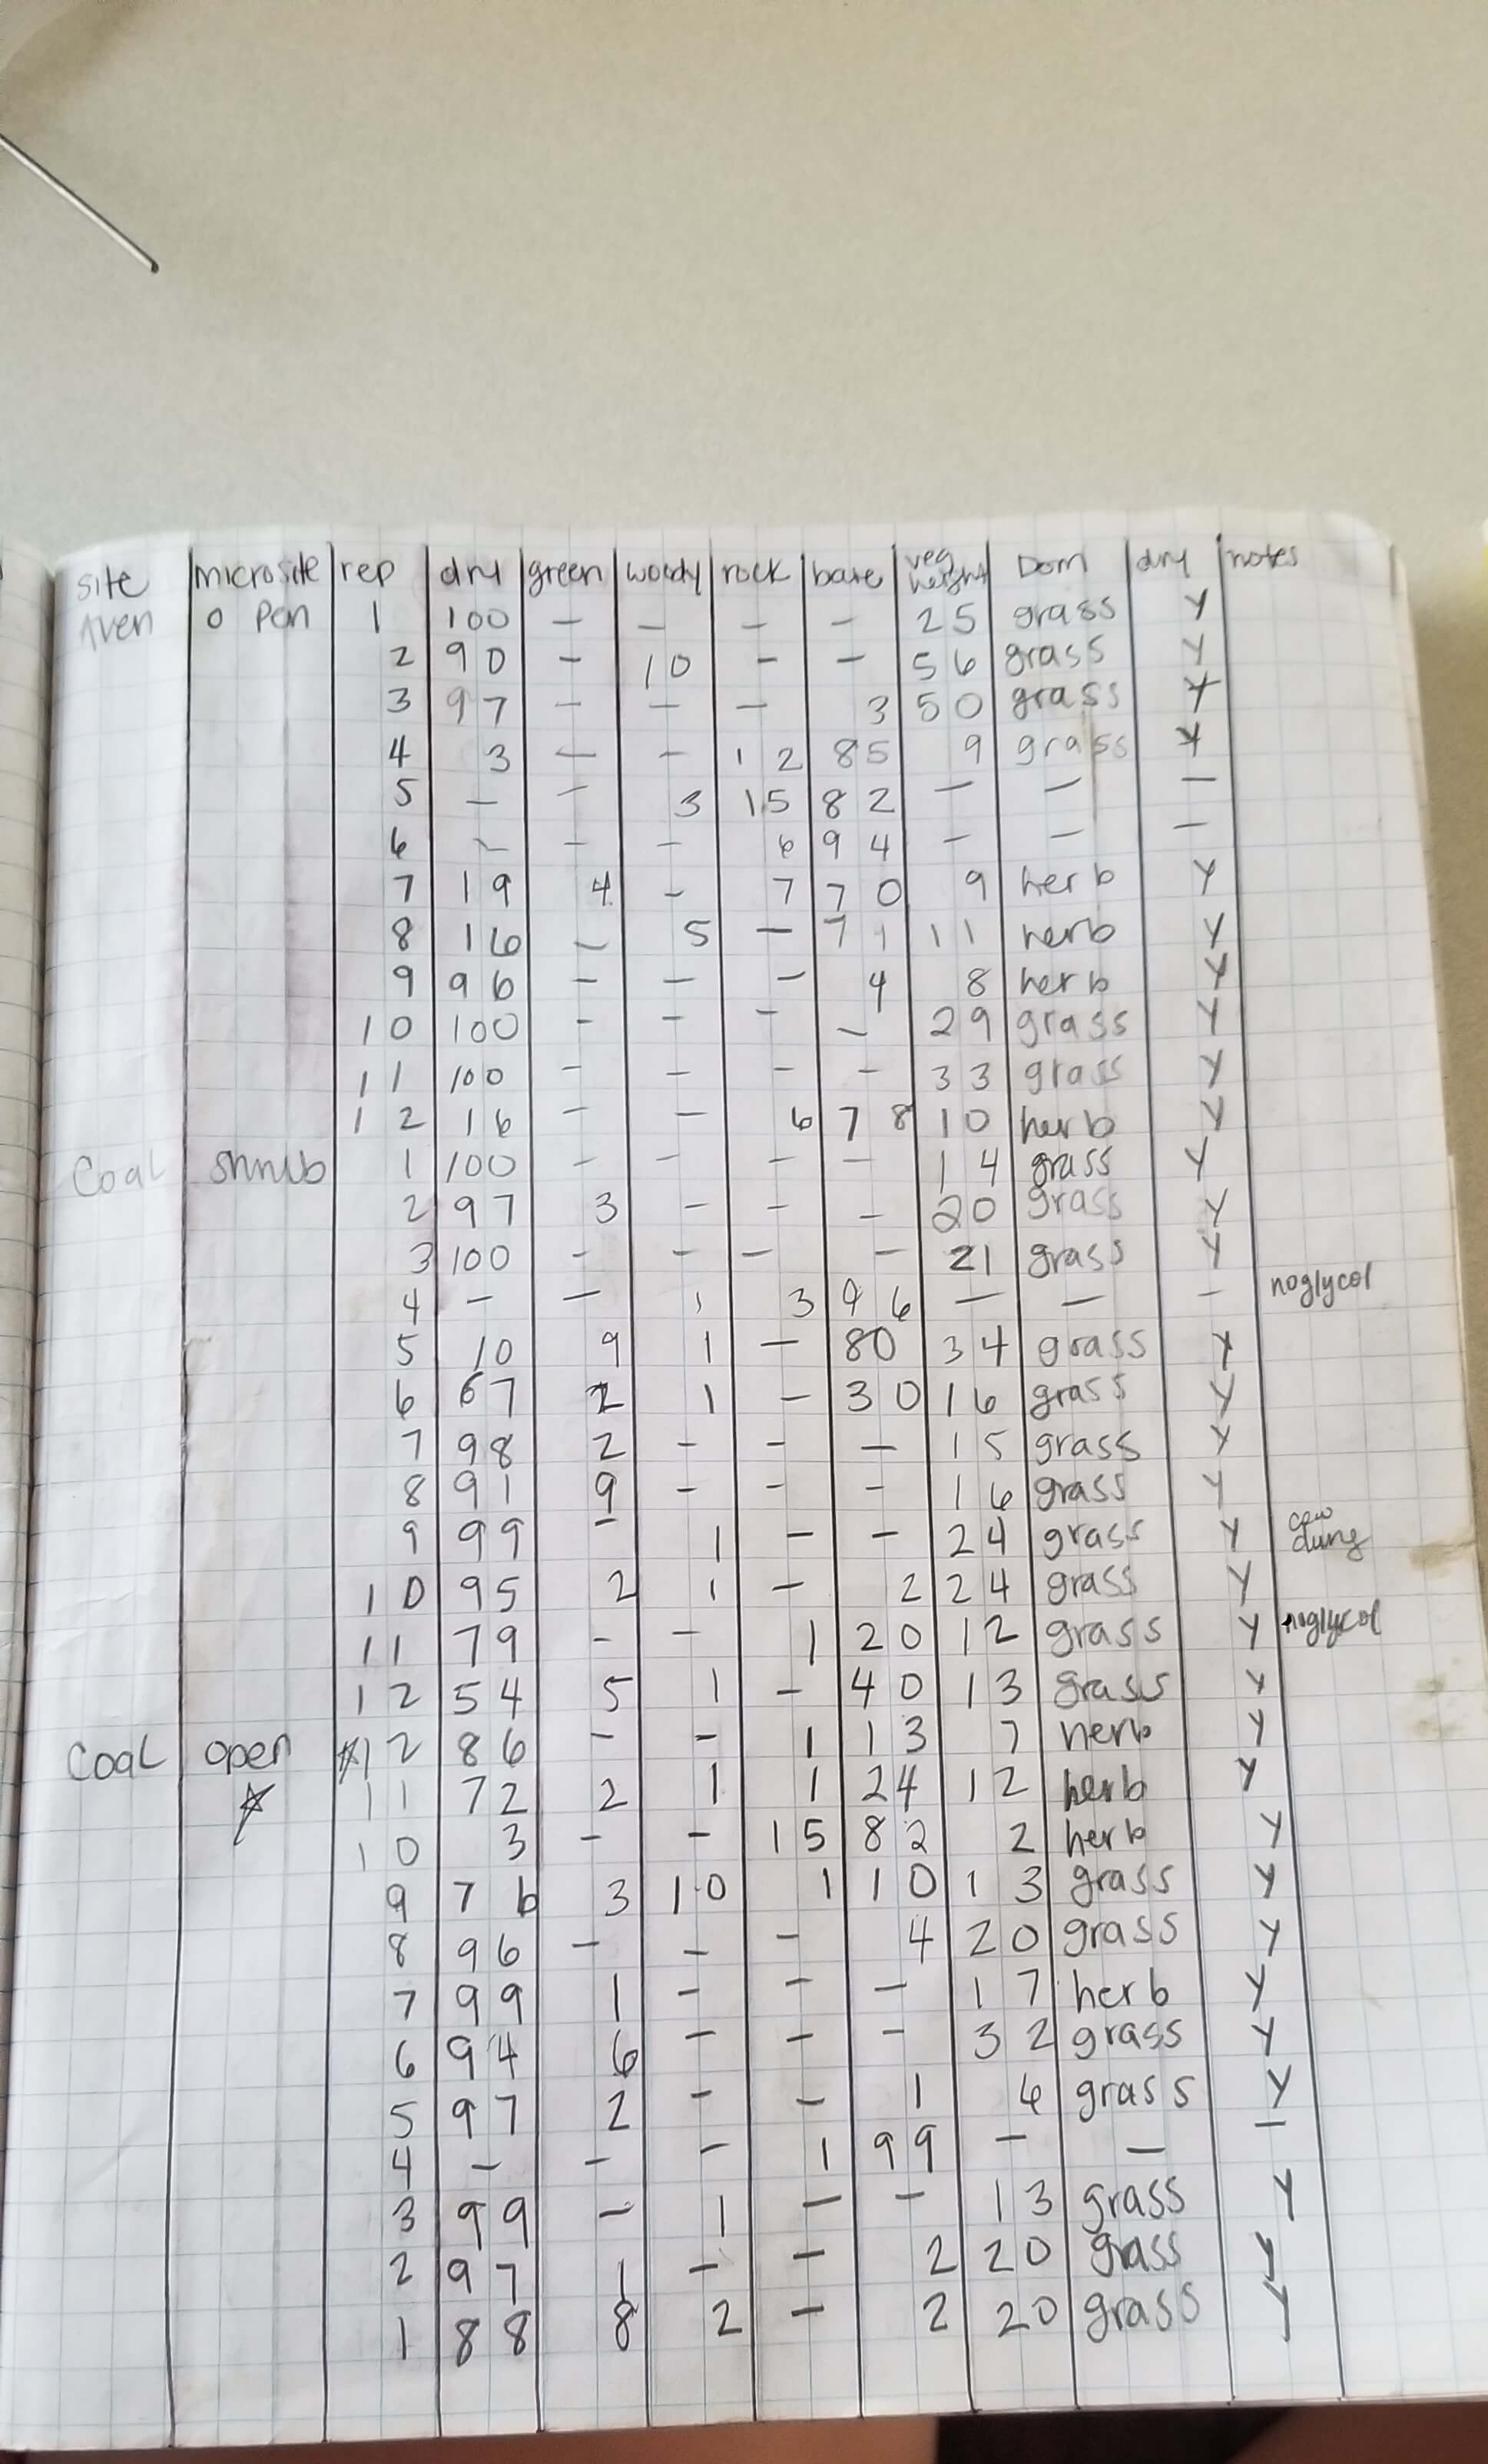 site microsite rep dry green woody rock bare veg height Dom dry notes
Aven open 1 100 — — — — 25 grass y
2 90 — 10 — — 56 grass y
3 97 — — — 3 50 grass y
4 3 — — 12 85 9 grass y
5 — — 3 15 82 — — —
6 — — — 6 94 — — —
7 19 4 — 7 70 9 herb y
8 16 — 5 — 71 11 herb y
9 96 — — — 4 8 herb y
10 100 — — — — 29 grass y
11 100 — — — — 33 grass y
12 16 — — 6 78 10 herb y
Coal shrub 1 100 — — — — 14 grass y
2 97 3 — — — 20 grass y
3 100 — — — — 21 grass y
4 — — 1 3 96 — — — noglycol
5 10 9 1 — 80 34 grass y
6 67 2 1 — 30 16 grass y
7 98 2 — — — 15 grass y
8 91 9 — — — 16 grass y
9 99 — 1 — — 24 grass y cow dung
10 95 2 1 — 2 24 grass y
11 79 — — 1 20 12 grass y noglycol
12 54 5 1 — 40 13 grass y
Coal open ☆12 86 — — 1 13 7 herb y
☆ 11 72 2 1 1 24 12 herb y
10 3 — — 15 82 2 herb y
9 76 3 10 1 10 13 grass y
8 96 — — — 4 20 grass y
7 99 1 — — — 17 herb y
6 94 6 — — — 32 grass y
5 97 2 — — 1 6 grass y
4 — — — 1 99 — — —
3 99 — 1 — — 13 grass y
2 97 1 — — 2 20 grass y
1 88 8 2 — 2 20 grass y